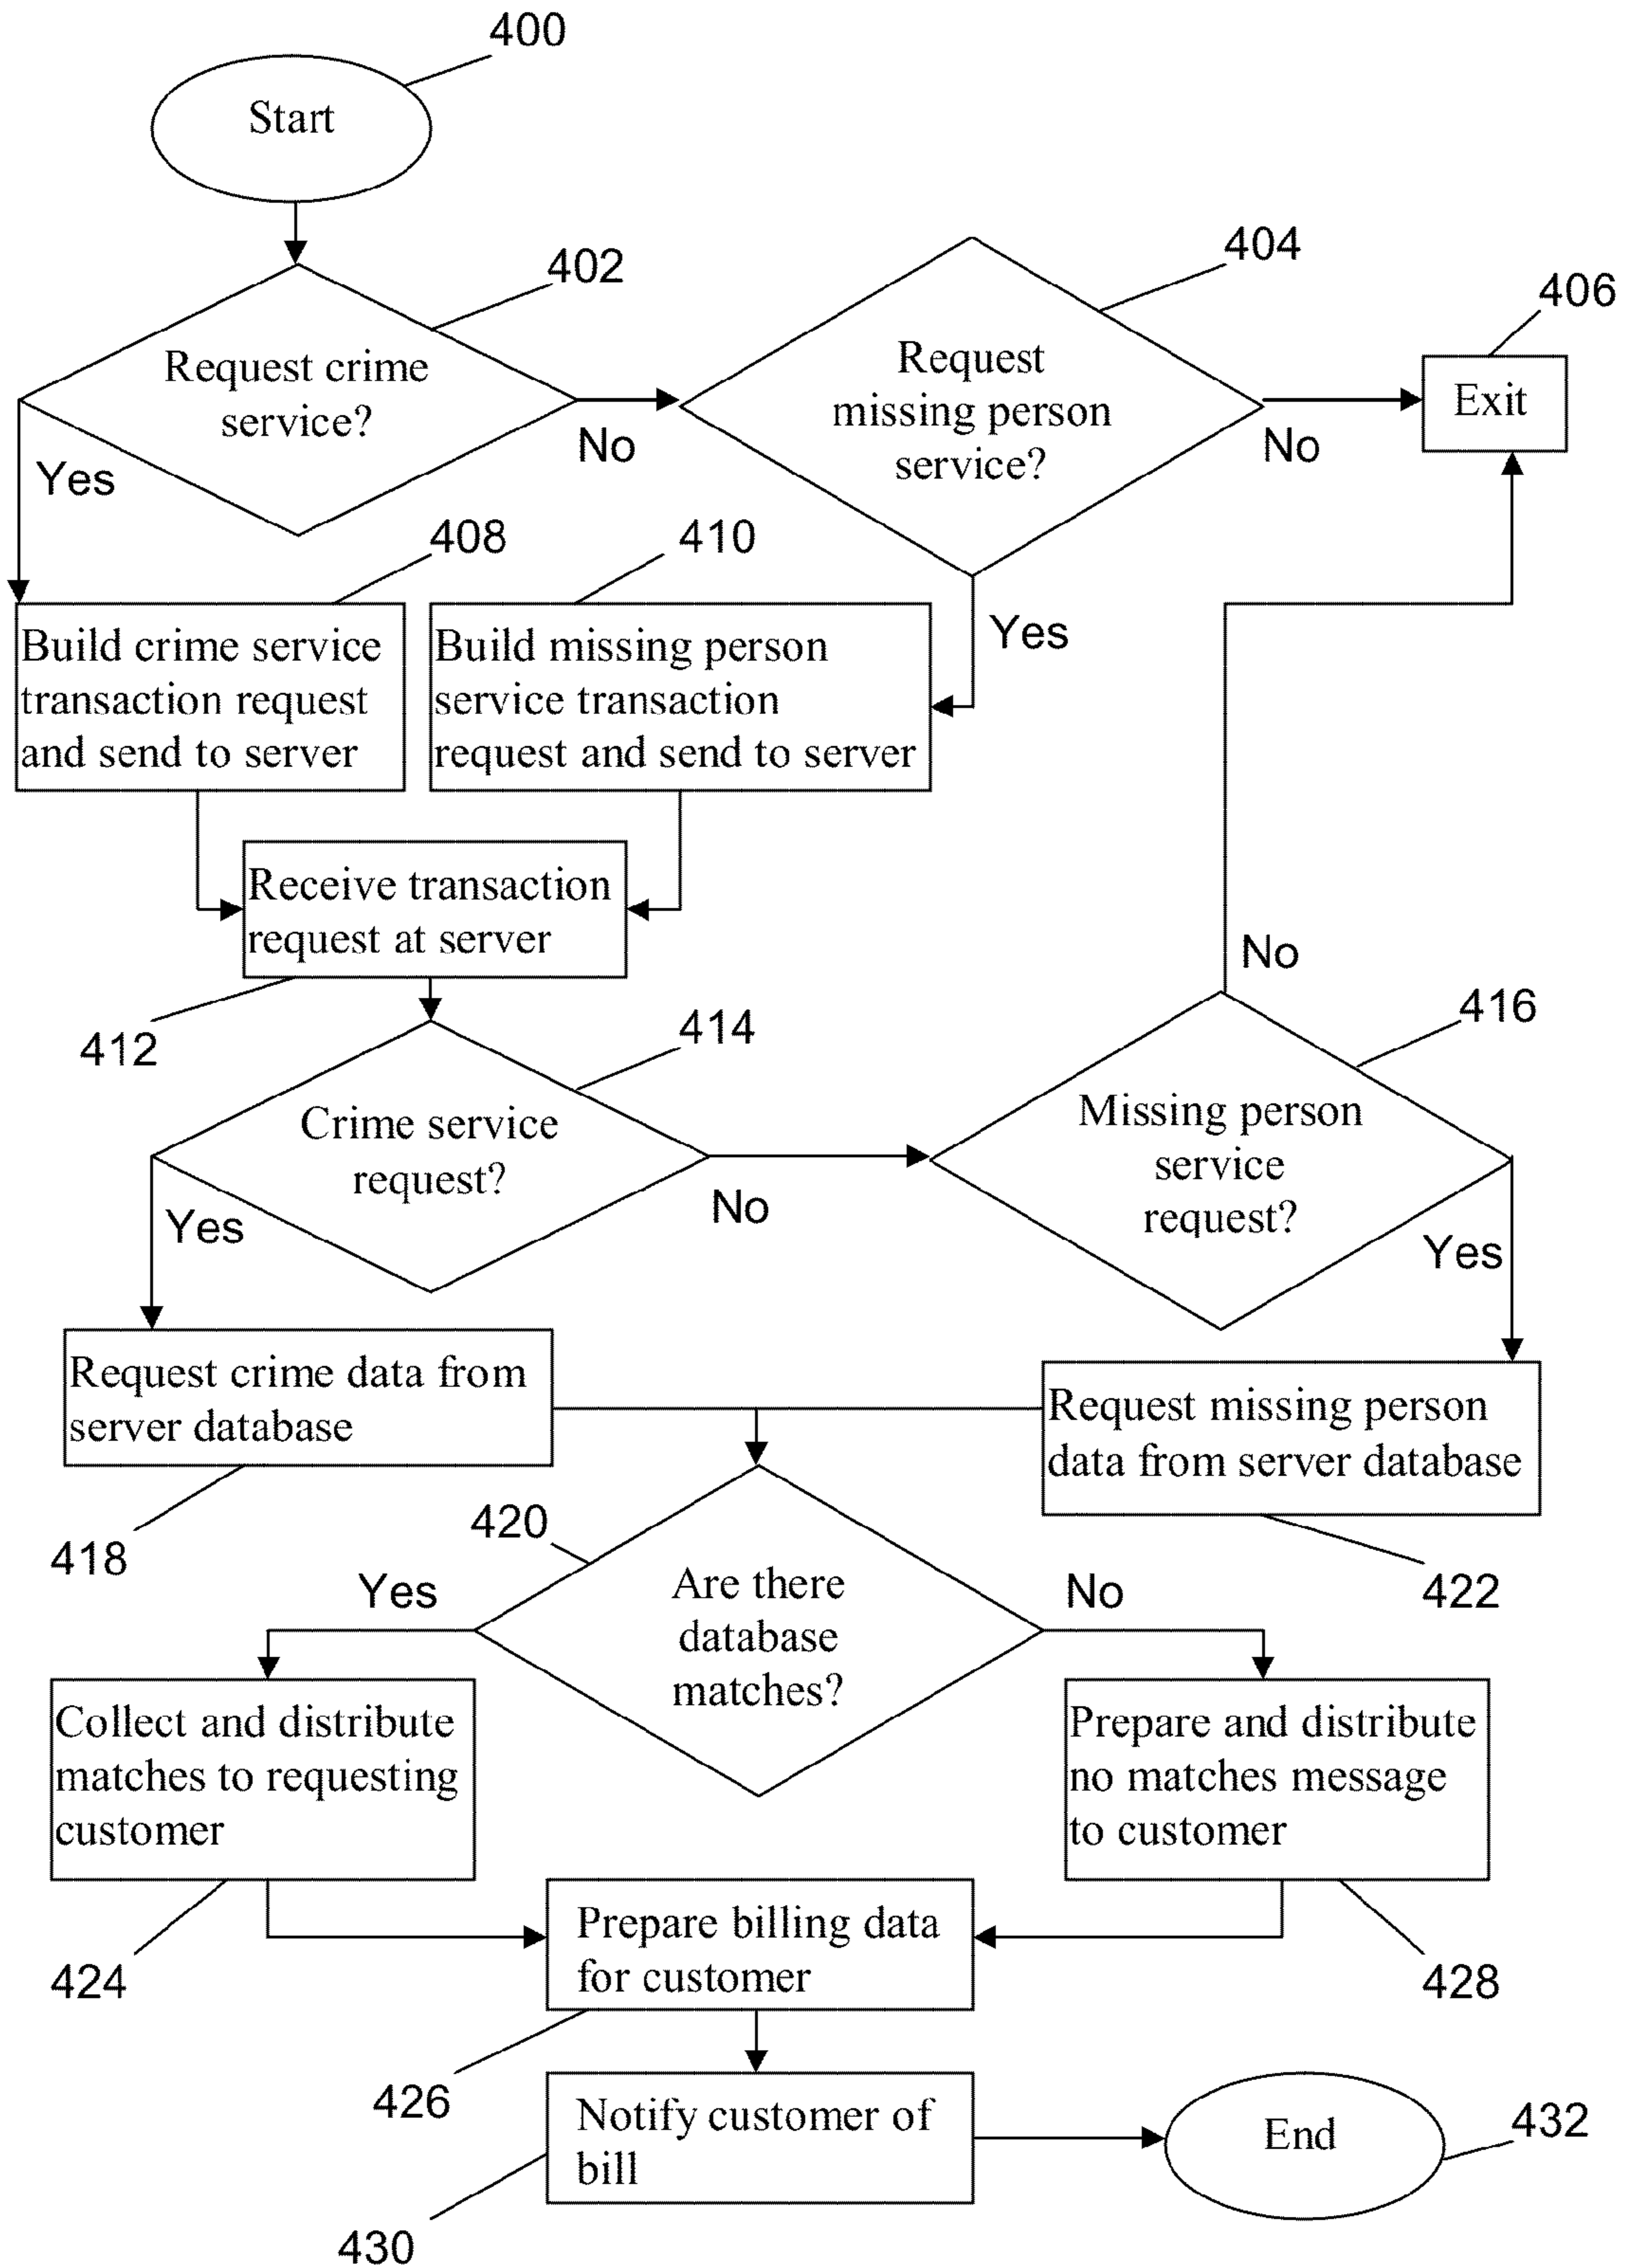 400
Start
402
404
406
Request crime
service?
Request
missing person
service?
Exit
No
No
Yes
408
410
Yes
Build crime service
transaction request
and send to server
Build missing person
service transaction
request and send to server
Receive transaction
request at server
No
412
414
416
Crime service
request?
Missing person
service
request?
No
Yes
Yes
Request crime data from
server database
Request missing person
data from server database
418
420
422
Yes
No
Are there
database
matches?
Collect and distribute
matches to requesting
customer
Prepare and distribute
no matches message
to customer
Prepare billing data
for customer
424
428
426
Notify customer of
bill
End
432
430